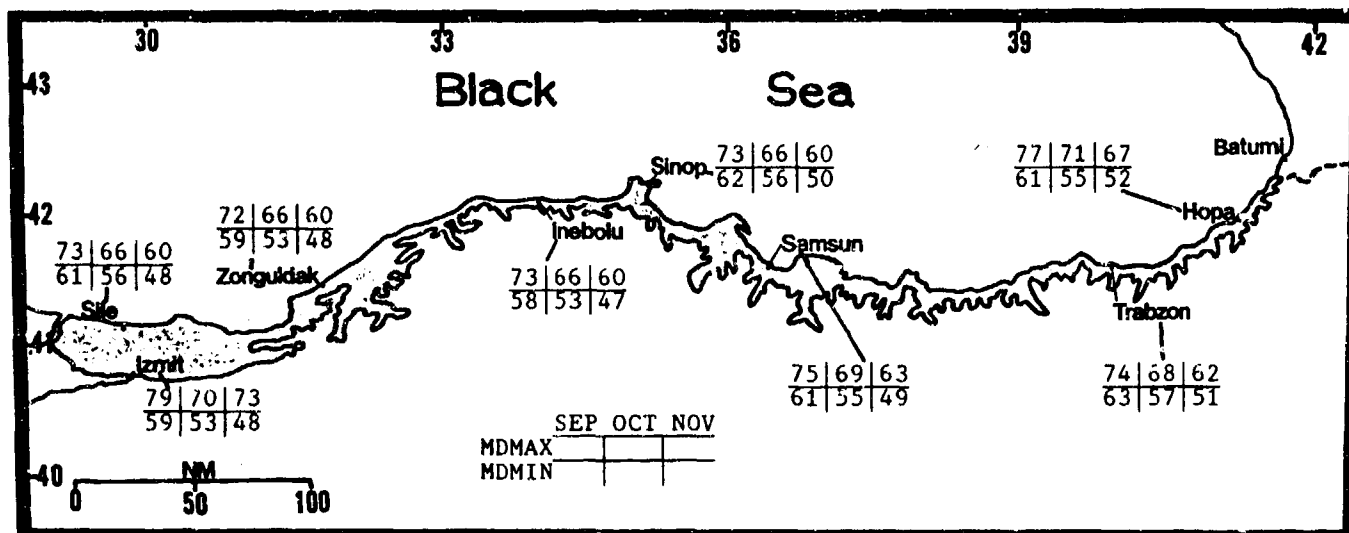 30 33 36 39 42
43
Black Sea
Batumi
Sinop
73 66 60
62 56 50
77 71 67
61 55 52
42
72 66 60
59 53 48
Hopa
Inebolu
Samsun
73 66 60
61 56 48
Zonguldak
73 66 60
58 53 47
Sile
Trabzon
41
Izmit
79 70 73
59 53 48
75 69 63
61 55 49
74 68 62
63 57 51
SEP OCT NOV
MDMAX
MDMIN
40
NM
0 50 100